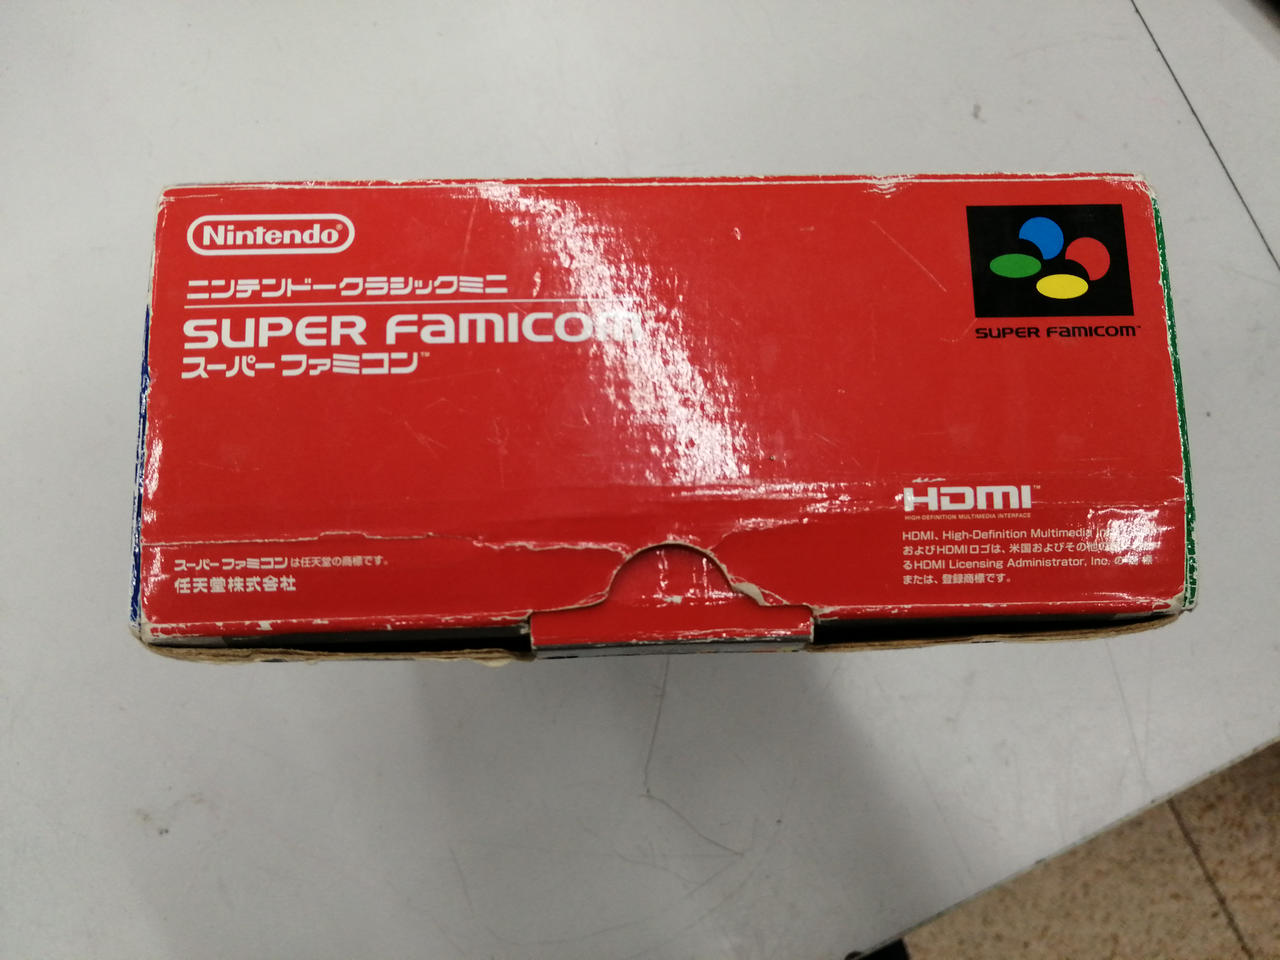 Nintendo®
ニンテンドークラシックミニ
SUPER FAMICOM
スーパーファミコン™
SUPER FAMICOM™
HDMI™
HIGH-DEFINITION MULTIMEDIA INTERFACE
HDMI、High-Definition Multimedia
およびHDMIロゴは、米国およびその他の
るHDMI Licensing Administrator, Inc. の
または、登録商標です。
スーパーファミコンは任天堂の商標です。
任天堂株式会社